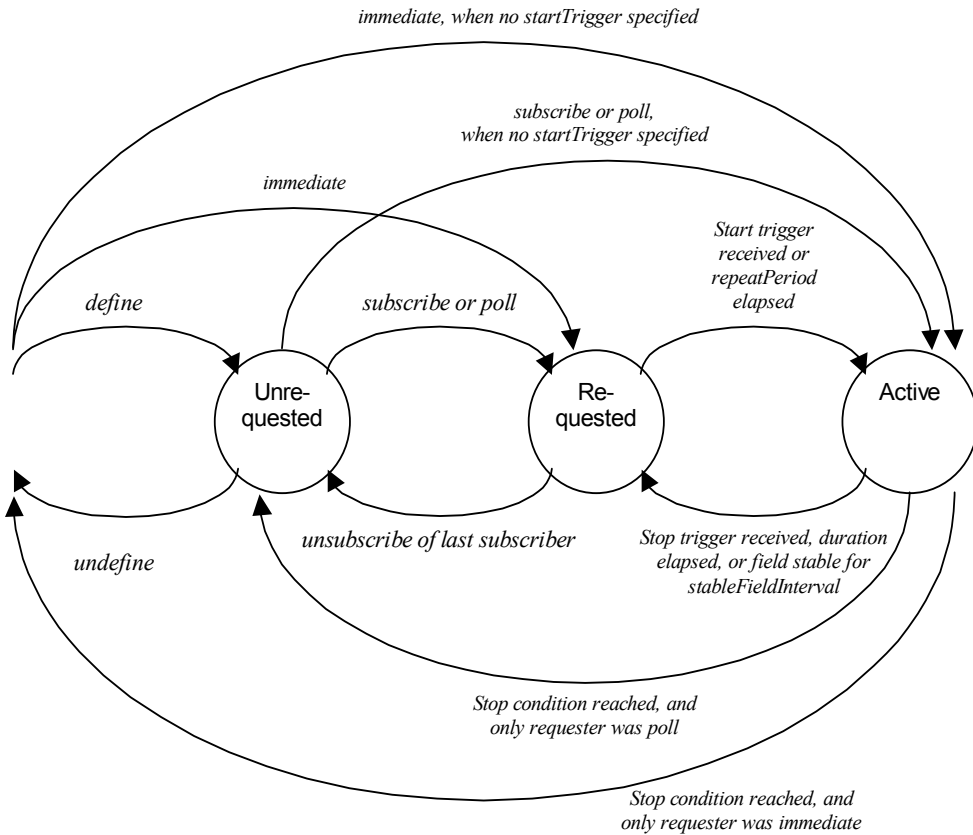 immediate, when no startTrigger specified
subscribe or poll,
when no startTrigger specified
immediate
Start trigger
received or
repeatPeriod
elapsed
define
subscribe or poll
Unre-
quested
Re-
quested
Active
undefine
unsubscribe of last subscriber
Stop trigger received, duration
elapsed, or field stable for
stableFieldInterval
Stop condition reached, and
only requester was poll
Stop condition reached, and
only requester was immediate